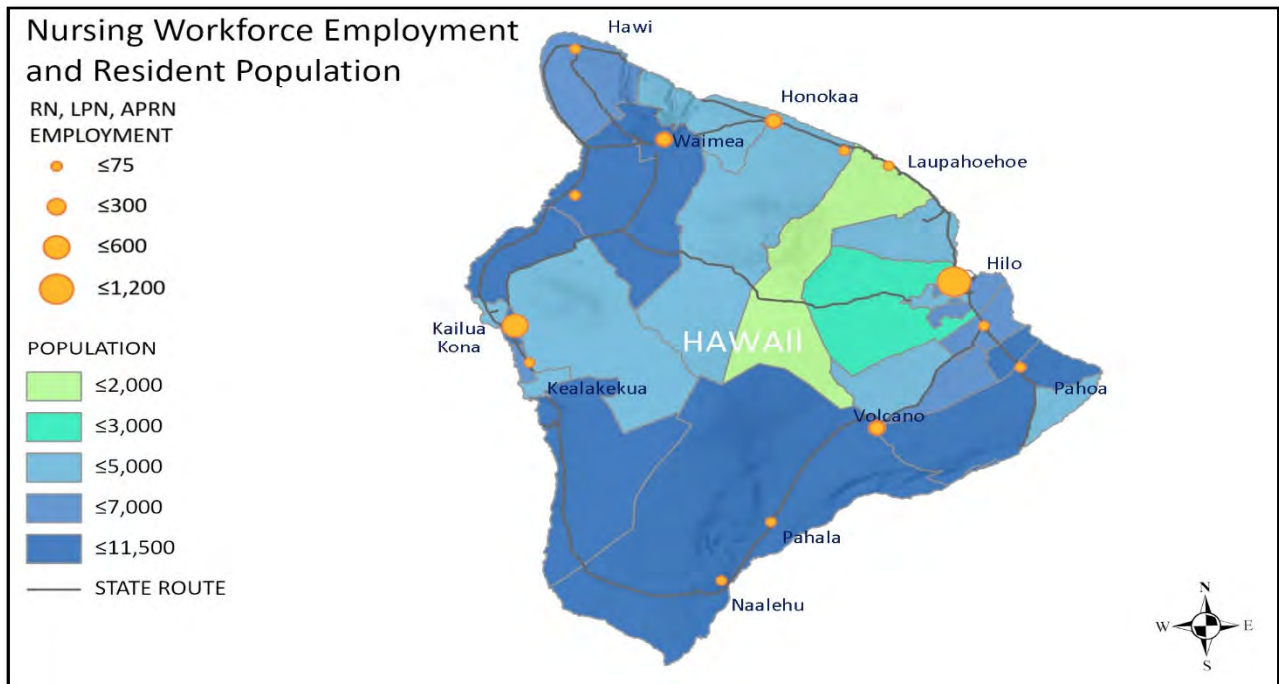 Nursing Workforce Employment
and Resident Population
RN, LPN, APRN
EMPLOYMENT
≤75
≤300
≤600
≤1,200
POPULATION
≤2,000
≤3,000
≤5,000
≤7,000
≤11,500
STATE ROUTE
Hawi
Honokaa
Waimea
Laupahoehoe
Hilo
Kailua
Kona
HAWAII
Kealakekua
Pahoa
Volcano
Pahala
Naalehu
N
W
E
S